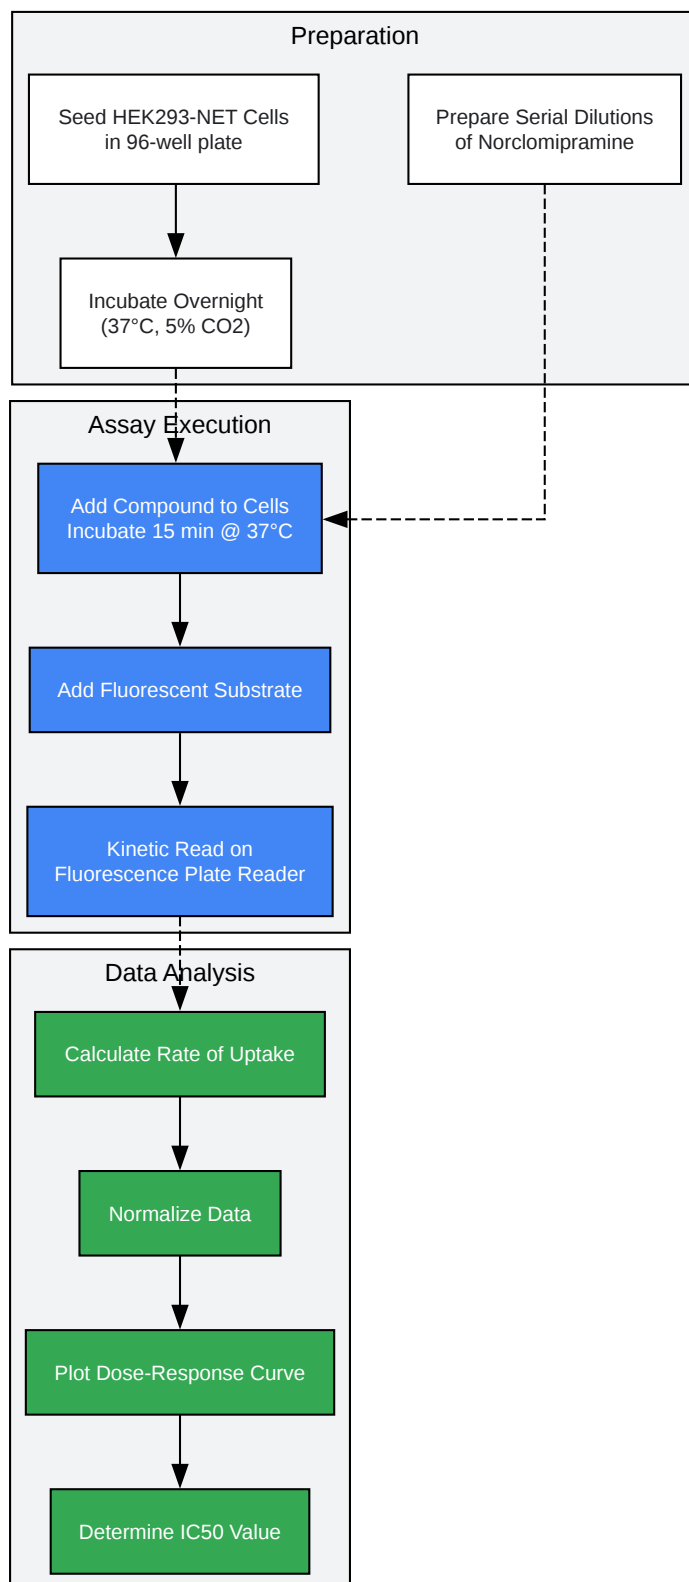 Preparation
Seed HEK293-NET Cells
in 96-well plate
Prepare Serial Dilutions
of Norclomipramine
Incubate Overnight
(37°C, 5% CO2)
Assay Execution
Add Compound to Cells
Incubate 15 min @ 37°C
Add Fluorescent Substrate
Kinetic Read on
Fluorescence Plate Reader
Data Analysis
Calculate Rate of Uptake
Normalize Data
Plot Dose-Response Curve
Determine IC50 Value